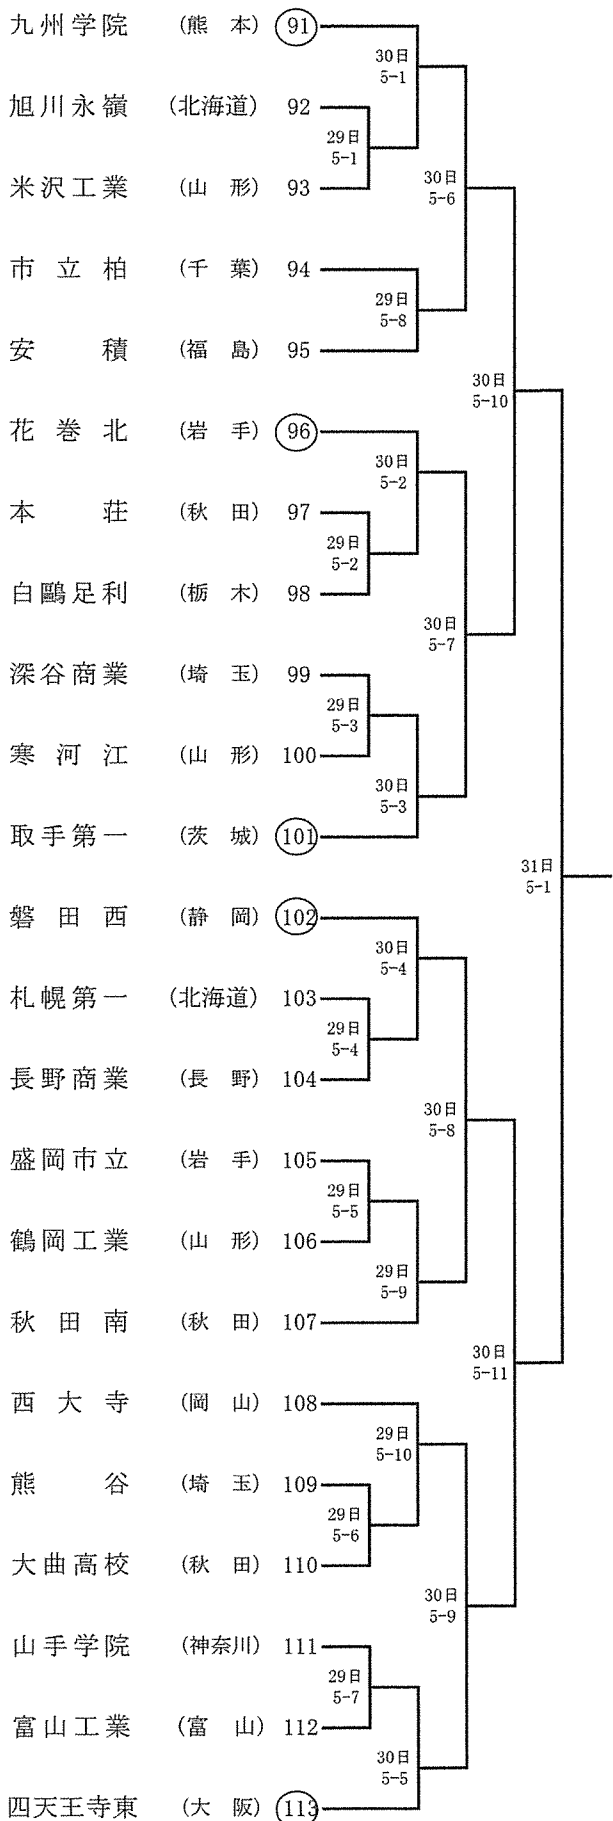 九州学院 (熊 本) 91
30日
5-1
旭川永嶺 (北海道) 92
29日
5-1
米沢工業 (山 形) 93
30日
5-6
市立柏 (千 葉) 94
29日
5-8
安積 (福 島) 95
30日
5-10
花巻北 (岩 手) 96
30日
5-2
本荘 (秋 田) 97
29日
5-2
白鷗足利 (栃 木) 98
30日
5-7
深谷商業 (埼 玉) 99
29日
5-3
寒河江 (山 形) 100
30日
5-3
取手第一 (茨 城) 101
31日
5-1
磐田西 (静 岡) 102
30日
5-4
札幌第一 (北海道) 103
29日
5-4
長野商業 (長 野) 104
30日
5-8
盛岡市立 (岩 手) 105
29日
5-5
鶴岡工業 (山 形) 106
29日
5-9
秋田南 (秋 田) 107
30日
5-11
西大寺 (岡 山) 108
29日
5-10
熊谷 (埼 玉) 109
29日
5-6
大曲高校 (秋 田) 110
30日
5-9
山手学院 (神奈川) 111
29日
5-7
富山工業 (富 山) 112
30日
5-5
四天王寺東 (大 阪) 113